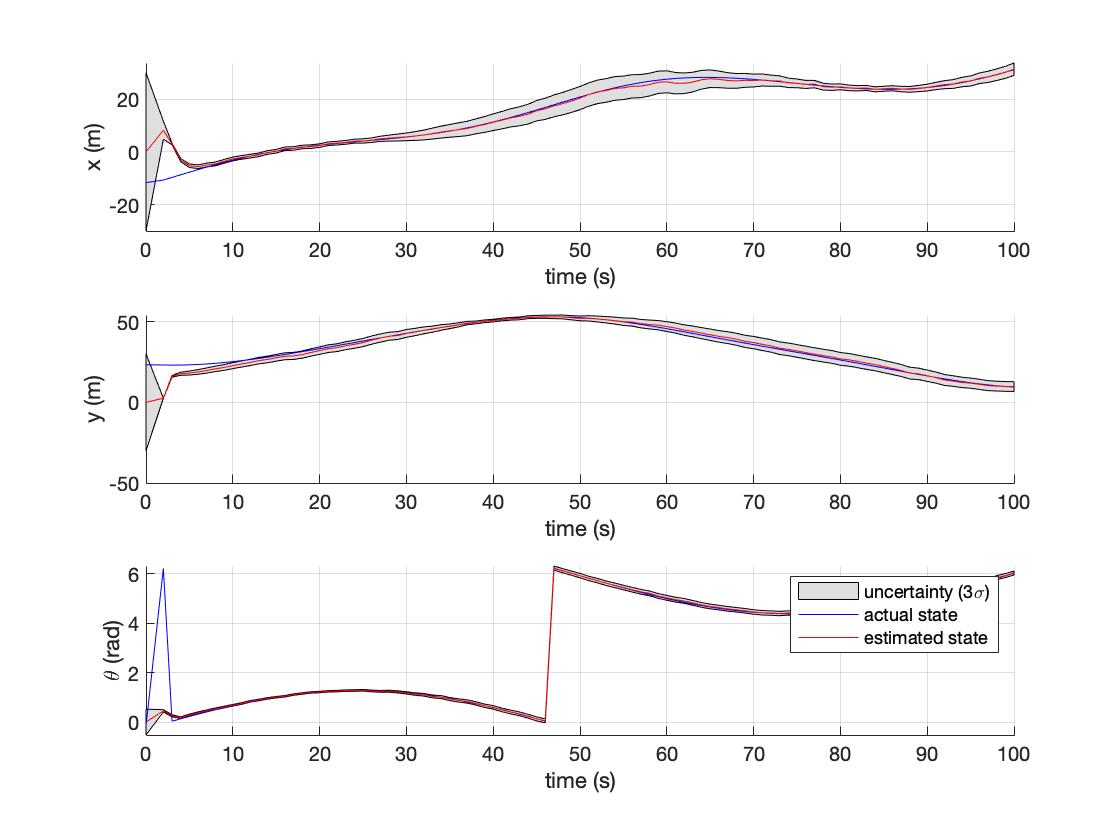 20
0
-20
x (m)
0 10 20 30 40 50 60 70 80 90 100
time (s)
50
0
-50
y (m)
0 10 20 30 40 50 60 70 80 90 100
time (s)
6
4
2
0
θ (rad)
uncertainty (3σ)
actual state
estimated state
0 10 20 30 40 50 60 70 80 90 100
time (s)